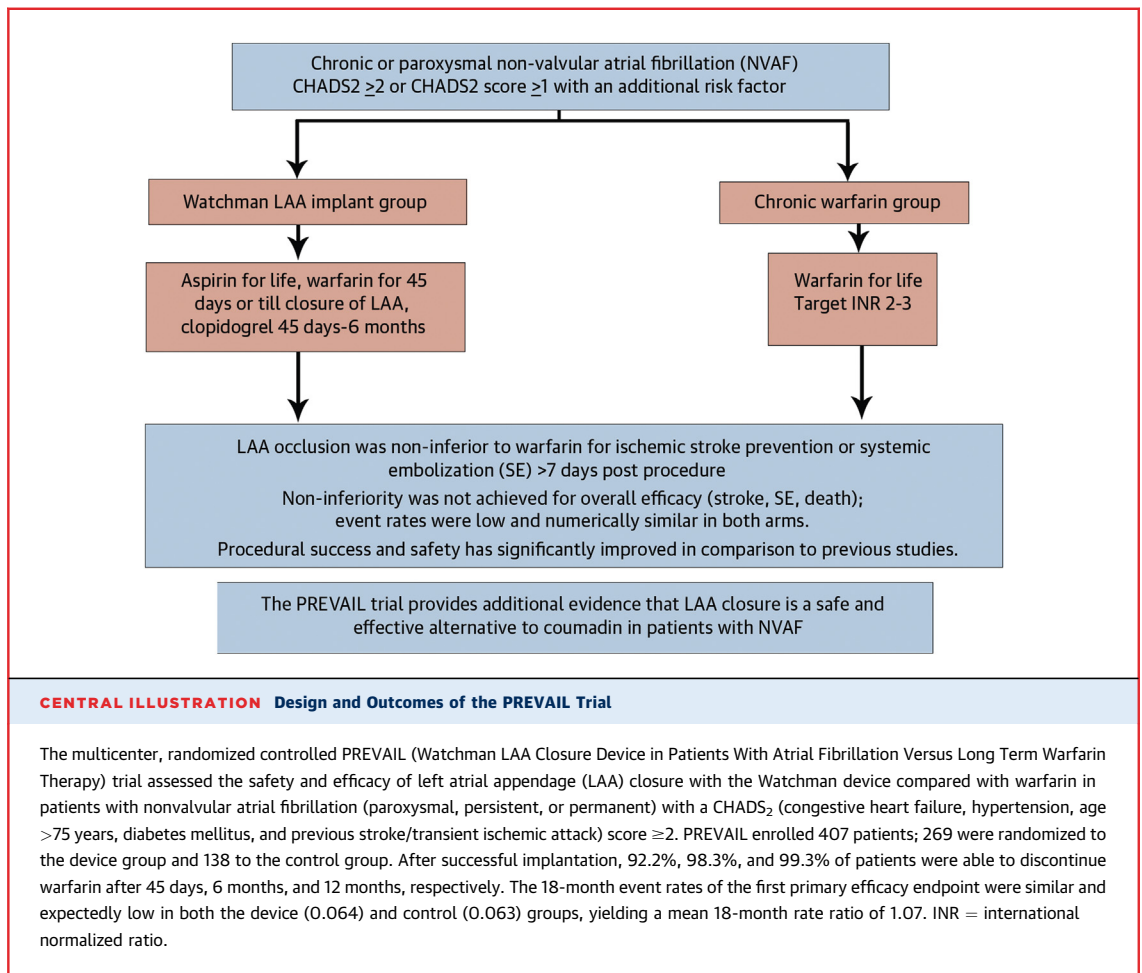 Chronic or paroxysmal non-valvular atrial fibrillation (NVAF)
CHADS2 ≥2 or CHADS2 score ≥1 with an additional risk factor
Watchman LAA implant group
Chronic warfarin group
Aspirin for life, warfarin for 45
days or till closure of LAA,
clopidogrel 45 days-6 months
Warfarin for life
Target INR 2-3
LAA occlusion was non-inferior to warfarin for ischemic stroke prevention or systemic
embolization (SE) >7 days post procedure
Non-inferiority was not achieved for overall efficacy (stroke, SE, death);
event rates were low and numerically similar in both arms.
Procedural success and safety has significantly improved in comparison to previous studies.
The PREVAIL trial provides additional evidence that LAA closure is a safe and
effective alternative to coumadin in patients with NVAF
CENTRAL ILLUSTRATION Design and Outcomes of the PREVAIL Trial
The multicenter, randomized controlled PREVAIL (Watchman LAA Closure Device in Patients With Atrial Fibrillation Versus Long Term Warfarin
Therapy) trial assessed the safety and efficacy of left atrial appendage (LAA) closure with the Watchman device compared with warfarin in
patients with nonvalvular atrial fibrillation (paroxysmal, persistent, or permanent) with a CHADS₂ (congestive heart failure, hypertension, age
>75 years, diabetes mellitus, and previous stroke/transient ischemic attack) score ≥2. PREVAIL enrolled 407 patients; 269 were randomized to
the device group and 138 to the control group. After successful implantation, 92.2%, 98.3%, and 99.3% of patients were able to discontinue
warfarin after 45 days, 6 months, and 12 months, respectively. The 18-month event rates of the first primary efficacy endpoint were similar and
expectedly low in both the device (0.064) and control (0.063) groups, yielding a mean 18-month rate ratio of 1.07. INR = international
normalized ratio.